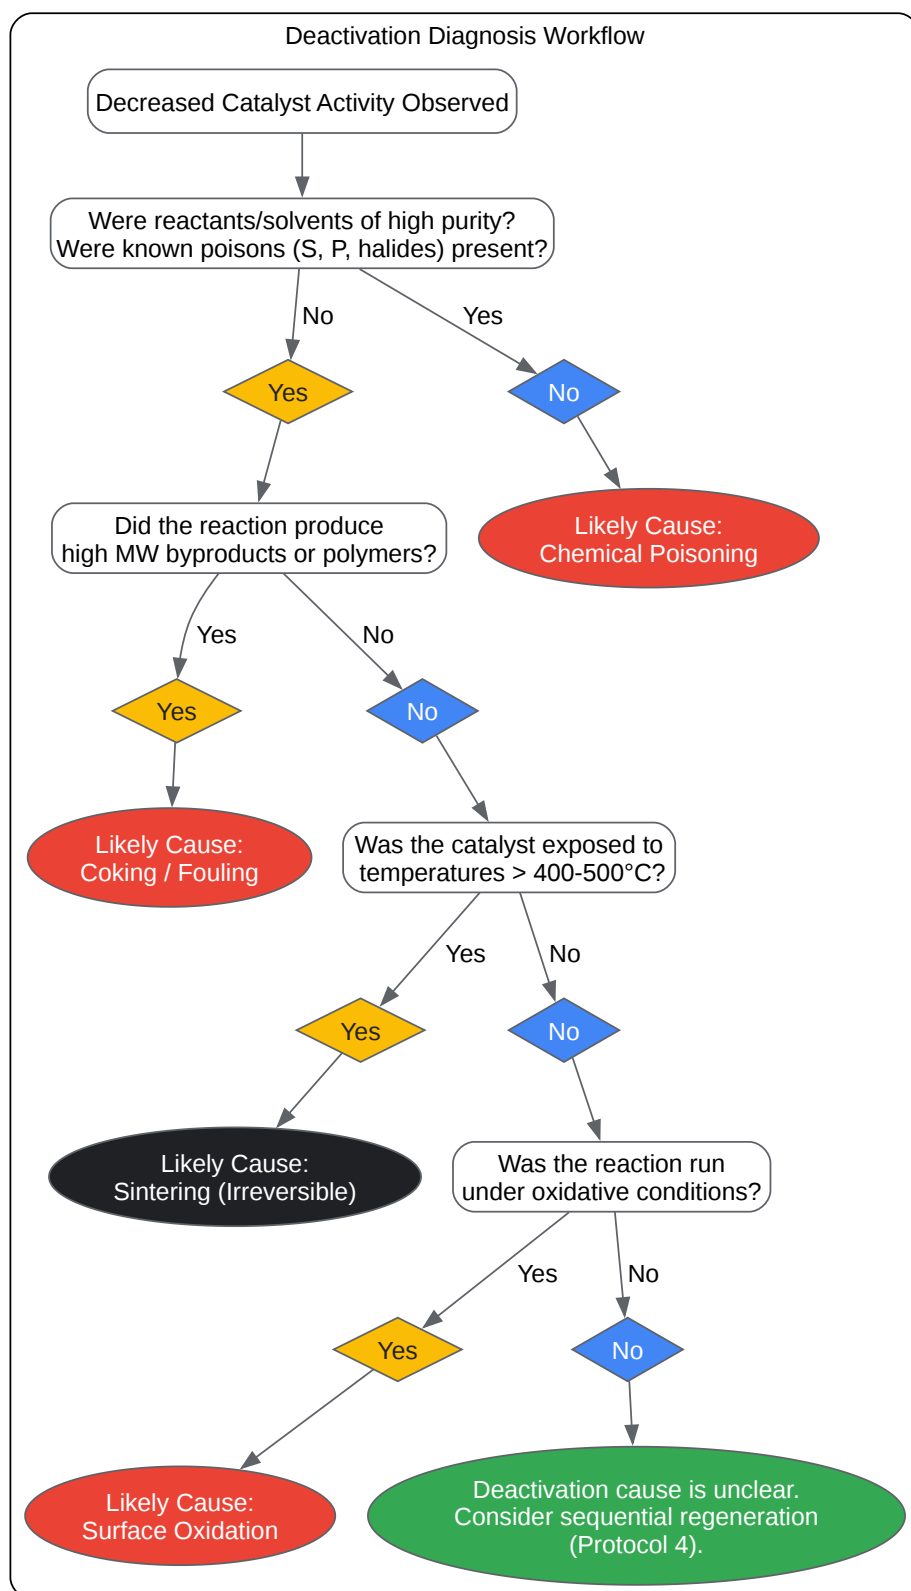 Deactivation Diagnosis Workflow
Decreased Catalyst Activity Observed
Were reactants/solvents of high purity?
Were known poisons (S, P, halides) present?
No
Yes
Yes
No
Did the reaction produce
high MW byproducts or polymers?
Likely Cause:
Chemical Poisoning
Yes
No
Yes
No
Likely Cause:
Coking / Fouling
Was the catalyst exposed to
temperatures > 400-500°C?
Yes
No
Yes
No
Likely Cause:
Sintering (Irreversible)
Was the reaction run
under oxidative conditions?
Yes
No
Yes
No
Likely Cause:
Surface Oxidation
Deactivation cause is unclear.
Consider sequential regeneration
(Protocol 4).